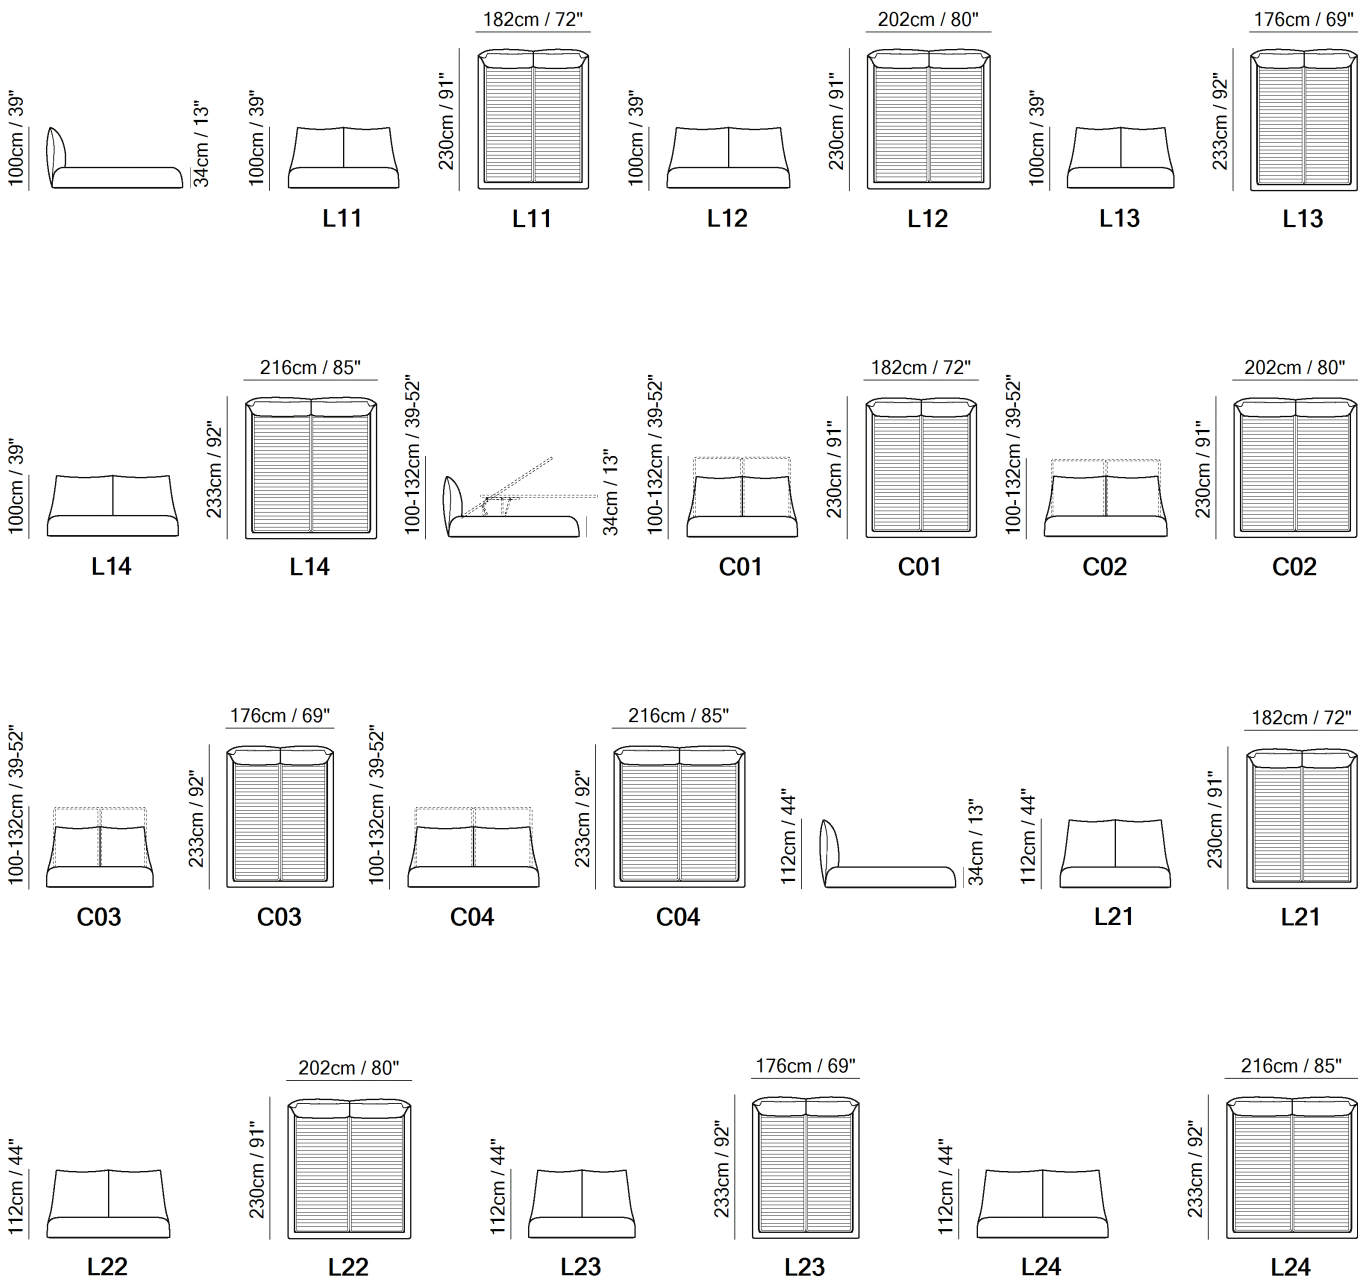 182cm / 72"
202cm / 80"
176cm / 69"
100cm / 39"
34cm / 13"
100cm / 39"
230cm / 91"
100cm / 39"
230cm / 91"
100cm / 39"
233cm / 92"
L11
L11
L12
L12
L13
L13
216cm / 85"
182cm / 72"
202cm / 80"
100cm / 39"
233cm / 92"
100-132cm / 39-52"
34cm / 13"
100-132cm / 39-52"
230cm / 91"
100-132cm / 39-52"
230cm / 91"
L14
L14
C01
C01
C02
C02
176cm / 69"
216cm / 85"
182cm / 72"
100-132cm / 39-52"
233cm / 92"
100-132cm / 39-52"
233cm / 92"
112cm / 44"
34cm / 13"
112cm / 44"
230cm / 91"
C03
C03
C04
C04
L21
L21
202cm / 80"
176cm / 69"
216cm / 85"
112cm / 44"
230cm / 91"
112cm / 44"
233cm / 92"
112cm / 44"
233cm / 92"
L22
L22
L23
L23
L24
L24